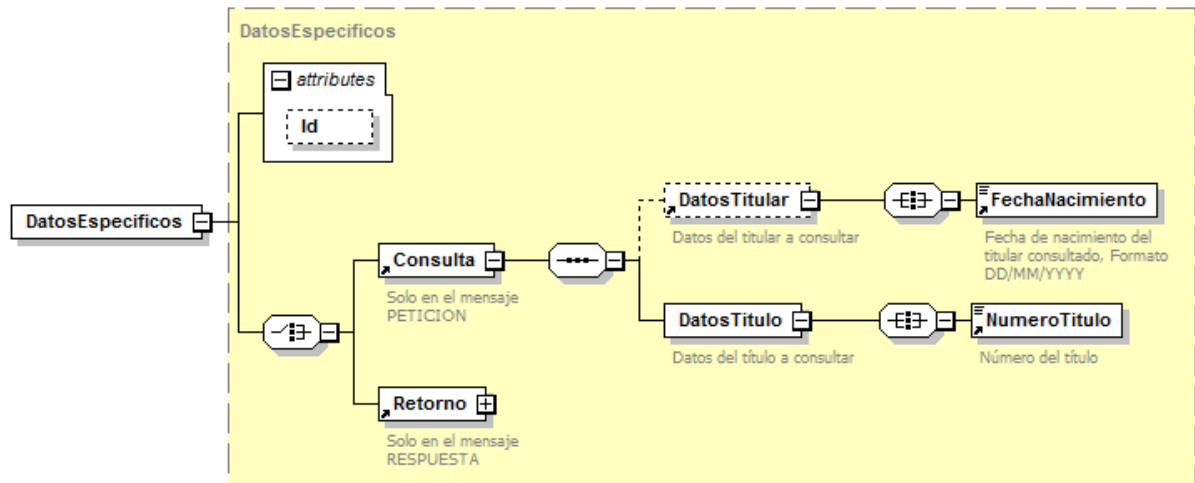 DatosEspecificos
attributes
Id
DatosEspecificos
DatosTitular
Datos del titular a consultar
FechaNacimiento
Fecha de nacimiento del
titular consultado, Formato
DD/MM/YYYY
Consulta
Solo en el mensaje
PETICION
DatosTitulo
Datos del título a consultar
NumeroTitulo
Número del título
Retorno
Solo en el mensaje
RESPUESTA